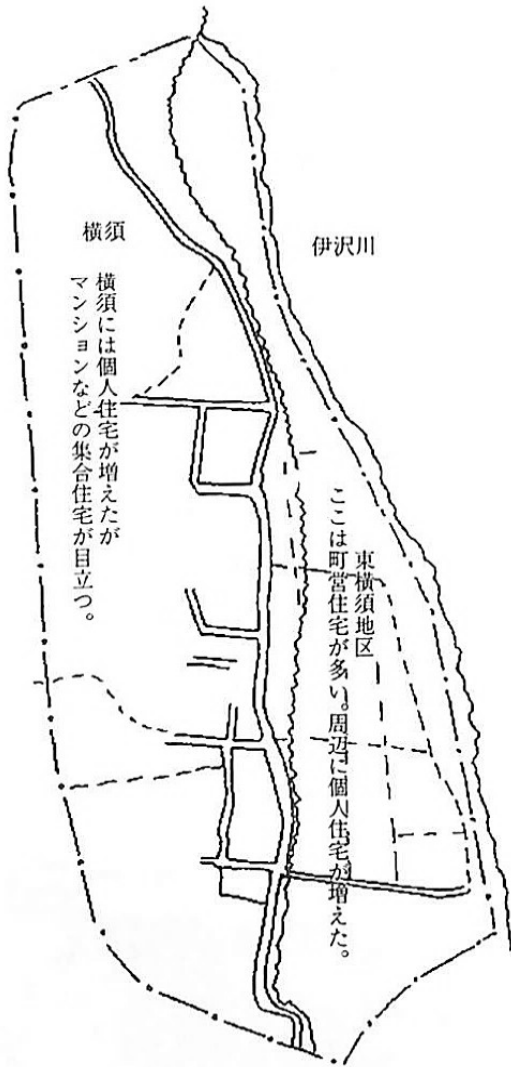 伊沢川
東横須地区
ここは町営住宅が多い。周辺に個人住宅が増えた。
横須
横須には個人住宅が増えたが
マンションなどの集合住宅が目立つ。